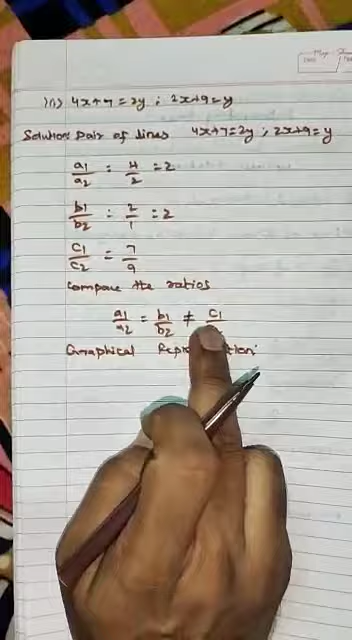 iii) 4x+7=2y ; 2x+9=y
Solution: Pair of lines 4x+7=2y ; 2x+9=y
a1/a2 = 4/2 = 2
b1/b2 = 2/1 = 2
c1/c2 = 7/9
Compare the ratios
a1/a2 = b1/b2 ≠ c1
Graphical